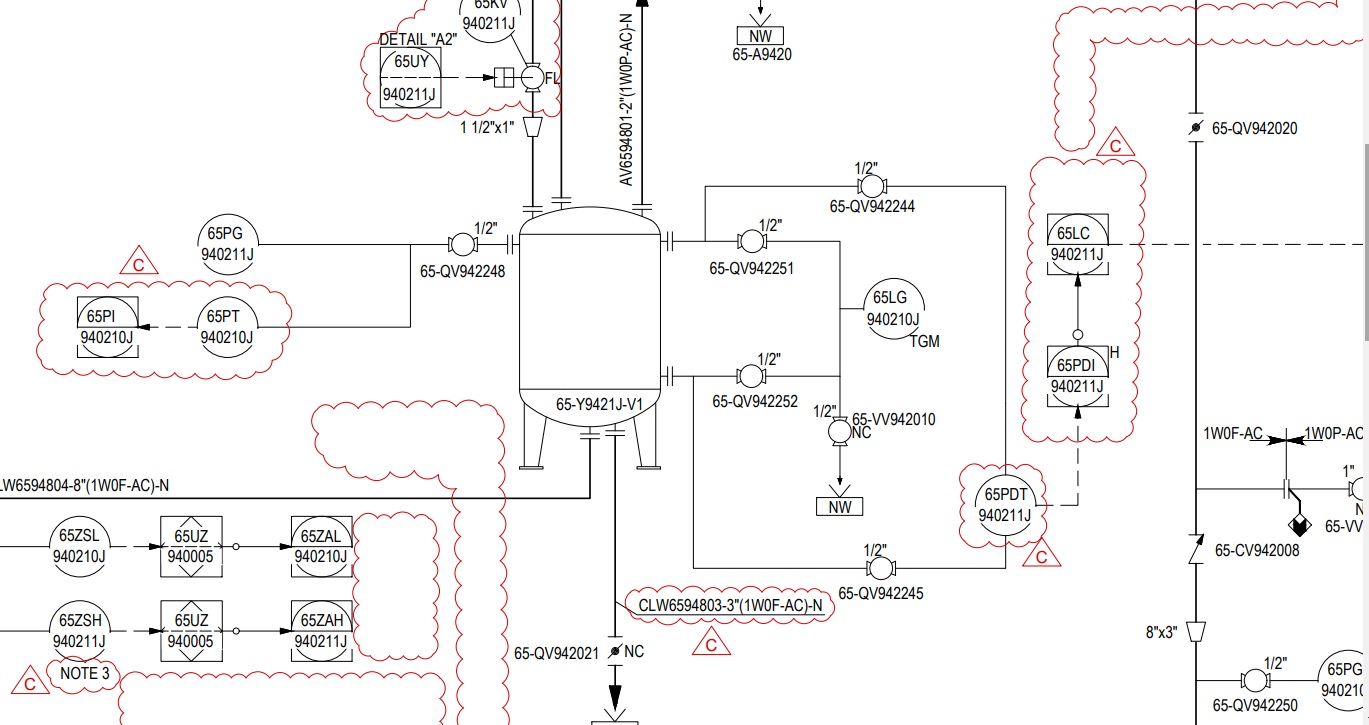 65KV
940211J
DETAIL "A2"
65UY
940211J
FL
1 1/2"x1"
AV6594801-2"(1W0P-AC)-N
NW
65-A9420
65-QV942020
C
1/2"
65-QV942244
65PG
940211J
1/2"
65-QV942248
1/2"
65-QV942251
65LC
940211J
C
65PI
940210J
65PT
940210J
65LG
940210J
TGM
65PDI
940211J
H
1/2"
65-QV942252
65-Y9421J-V1
1/2"
65-VV942010
NC
NW
1W0F-AC
1W0P-AC
1"
65-VV
LW6594804-8"(1W0F-AC)-N
65PDT
940211J
C
65ZSL
940210J
65UZ
940005
65ZAL
940210J
65-CV942008
1/2"
65-QV942245
CLW6594803-3"(1W0F-AC)-N
C
65ZSH
940211J
65UZ
940005
65ZAH
940211J
8"x3"
65-QV942021
NC
C
NOTE 3
1/2"
65-QV942250
65PG
94021